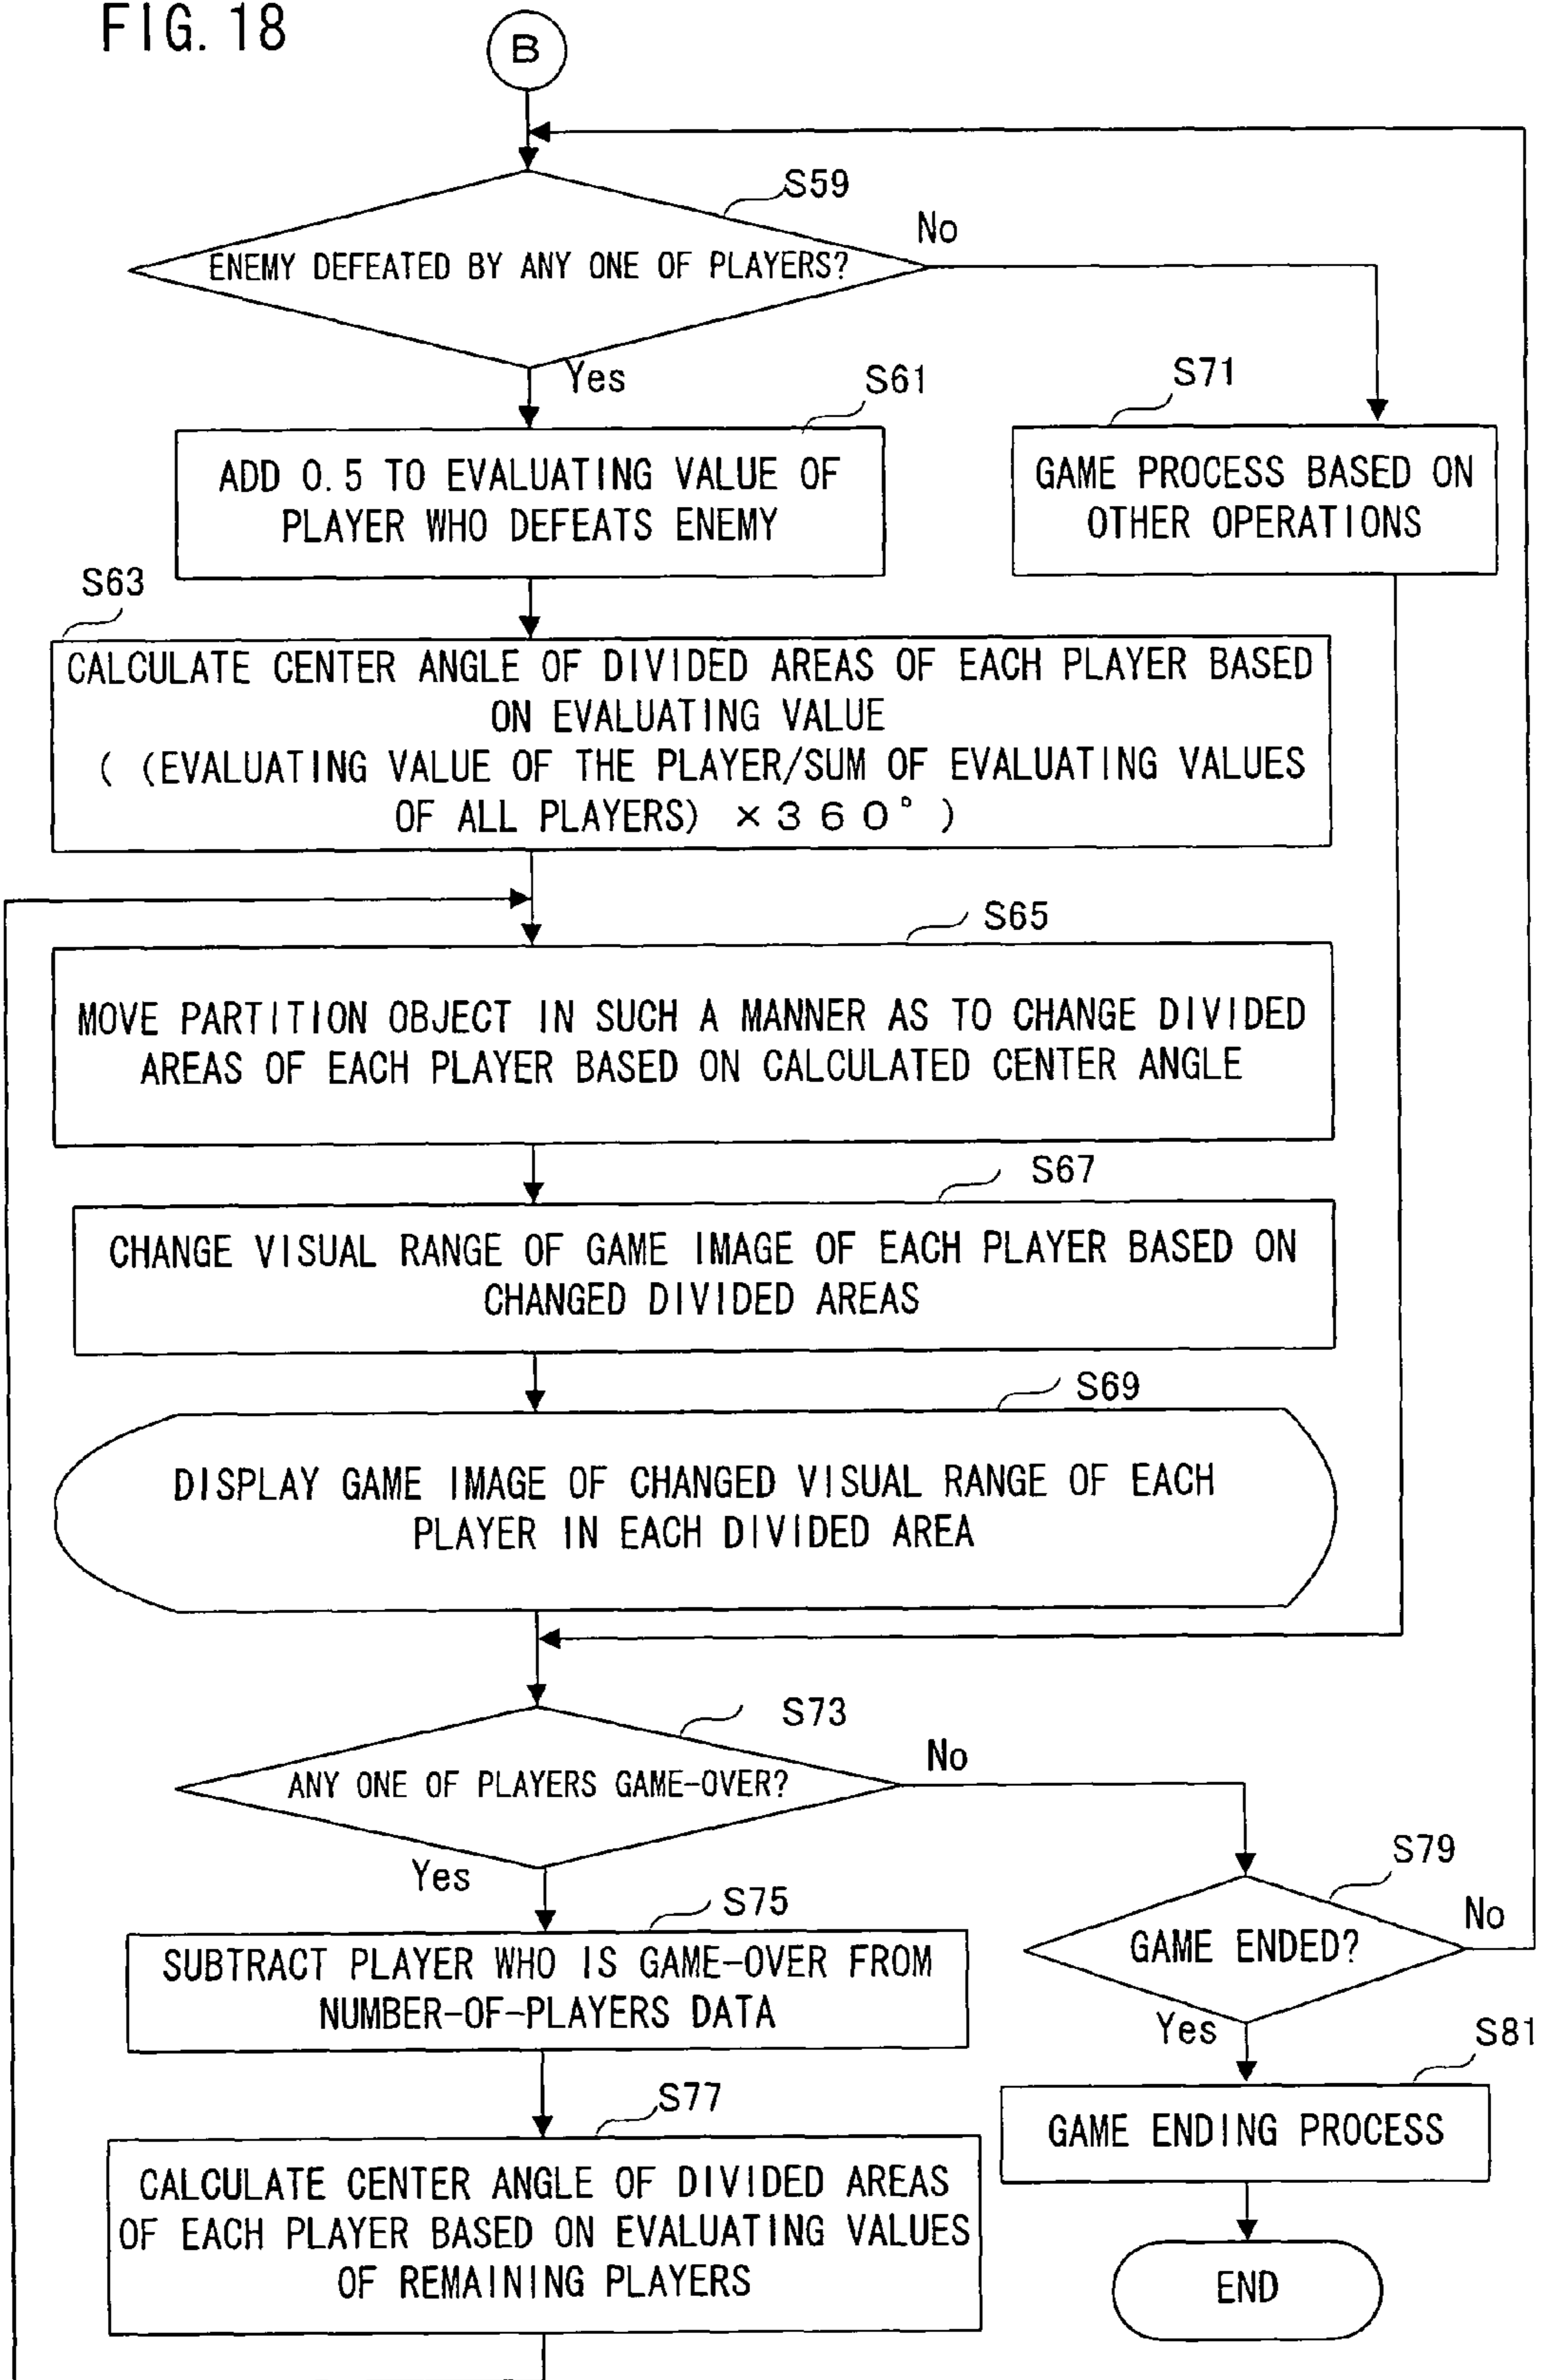 FIG. 18
B
S59
ENEMY DEFEATED BY ANY ONE OF PLAYERS?
No
Yes
S61
ADD 0.5 TO EVALUATING VALUE OF
PLAYER WHO DEFEATS ENEMY
S71
GAME PROCESS BASED ON
OTHER OPERATIONS
S63
CALCULATE CENTER ANGLE OF DIVIDED AREAS OF EACH PLAYER BASED
ON EVALUATING VALUE
( (EVALUATING VALUE OF THE PLAYER/SUM OF EVALUATING VALUES
OF ALL PLAYERS) ×360° )
S65
MOVE PARTITION OBJECT IN SUCH A MANNER AS TO CHANGE DIVIDED
AREAS OF EACH PLAYER BASED ON CALCULATED CENTER ANGLE
S67
CHANGE VISUAL RANGE OF GAME IMAGE OF EACH PLAYER BASED ON
CHANGED DIVIDED AREAS
S69
DISPLAY GAME IMAGE OF CHANGED VISUAL RANGE OF EACH
PLAYER IN EACH DIVIDED AREA
S73
ANY ONE OF PLAYERS GAME-OVER?
No
Yes
S75
SUBTRACT PLAYER WHO IS GAME-OVER FROM
NUMBER-OF-PLAYERS DATA
S77
CALCULATE CENTER ANGLE OF DIVIDED AREAS
OF EACH PLAYER BASED ON EVALUATING VALUES
OF REMAINING PLAYERS
S79
GAME ENDED?
No
Yes
S81
GAME ENDING PROCESS
END